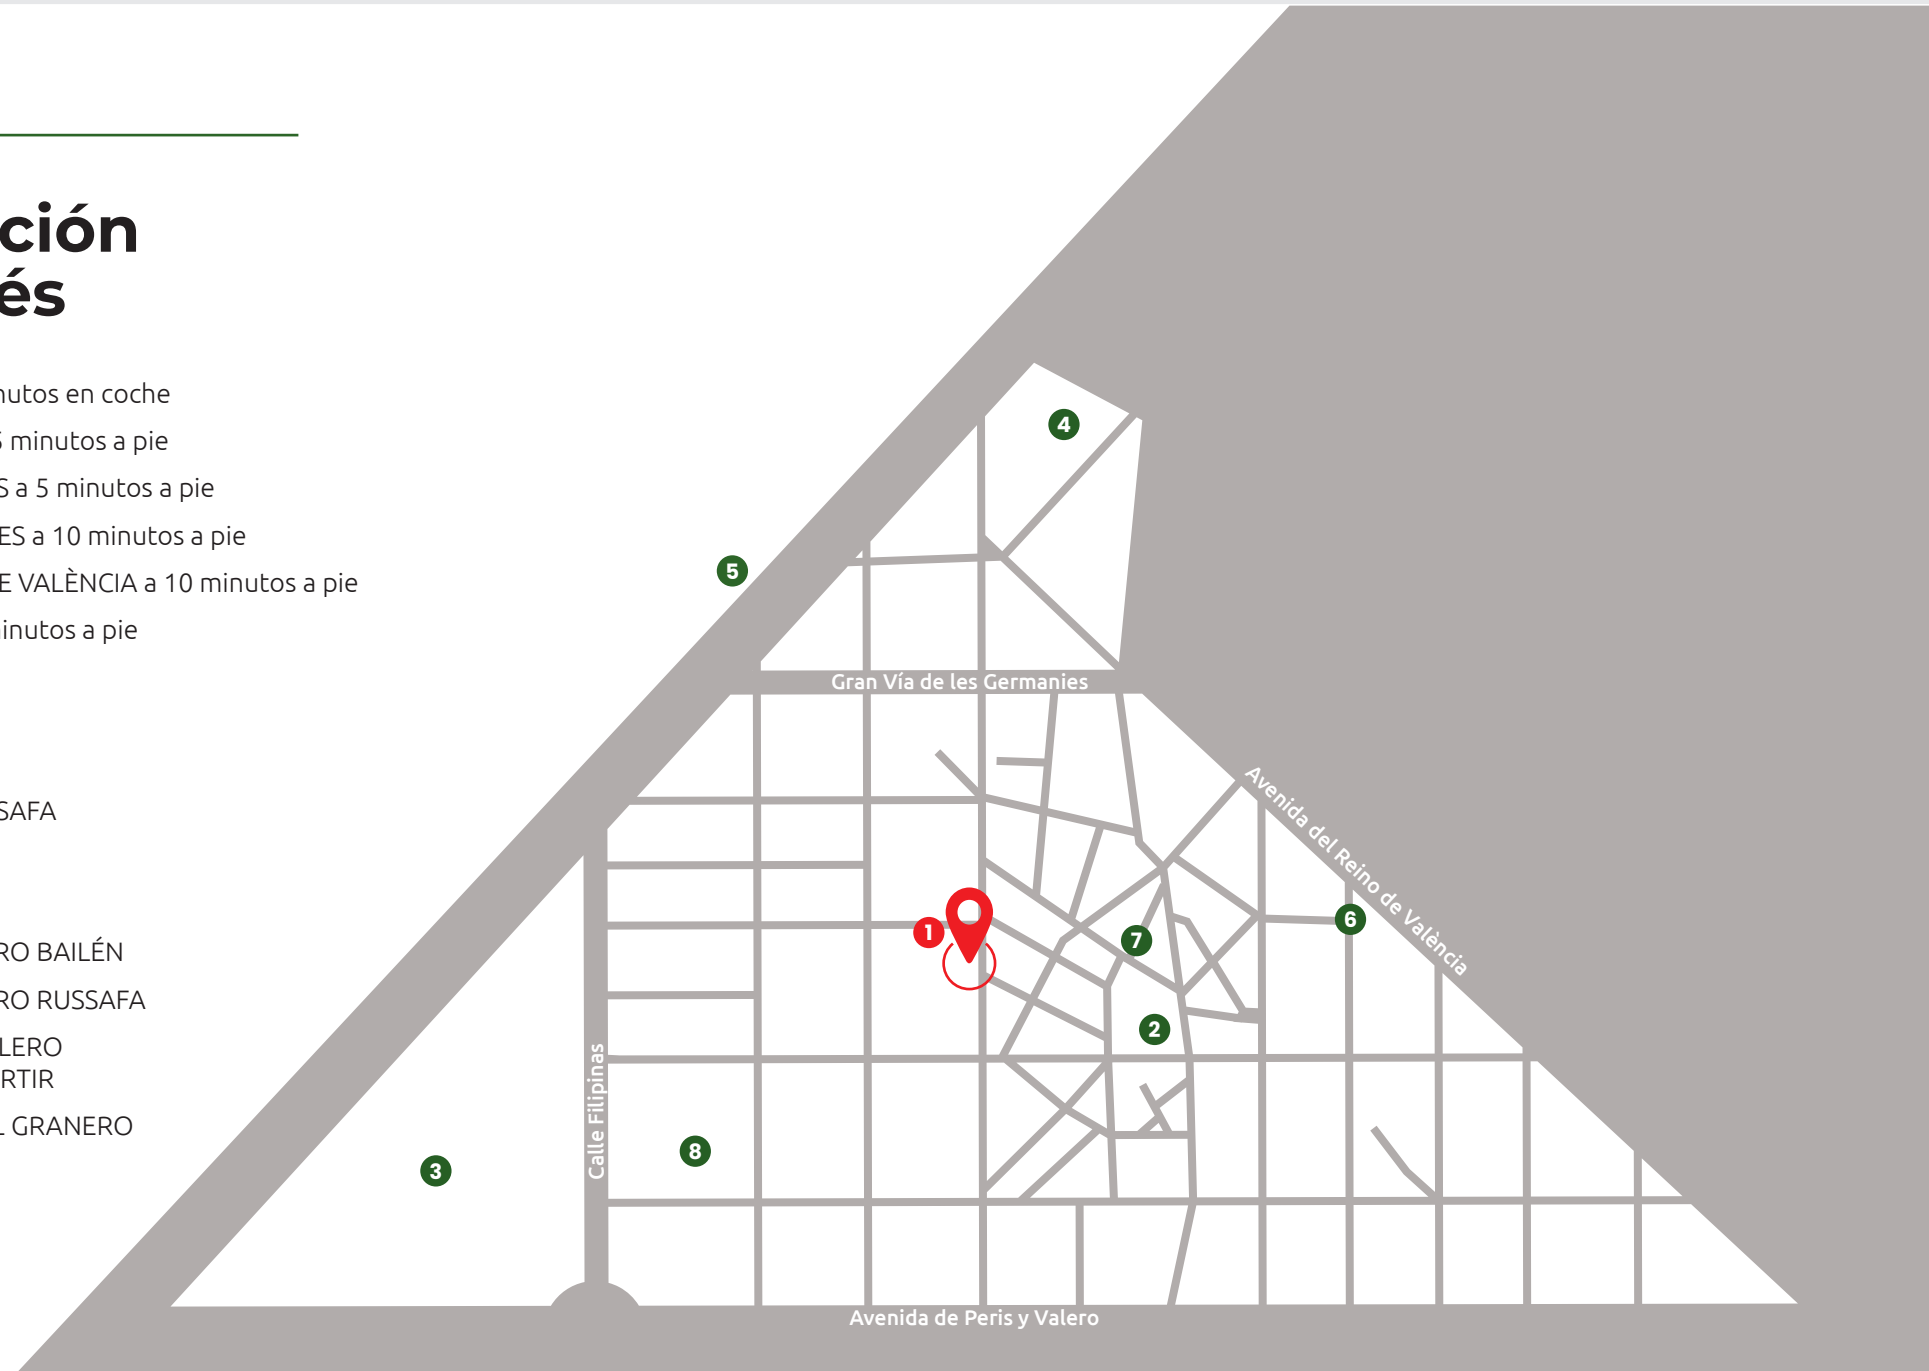 ción
és
nutos en coche
5 minutos a pie
S a 5 minutos a pie
ES a 10 minutos a pie
E VALÈNCIA a 10 minutos a pie
inutos a pie
SAFA
RO BAILÉN
RO RUSSAFA
LERO
RTIR
L GRANERO
4
5
Gran Vía de les Germanies
Avenida del Reino de València
6
1
7
2
Calle Filipinas
8
3
Avenida de Peris y Valero